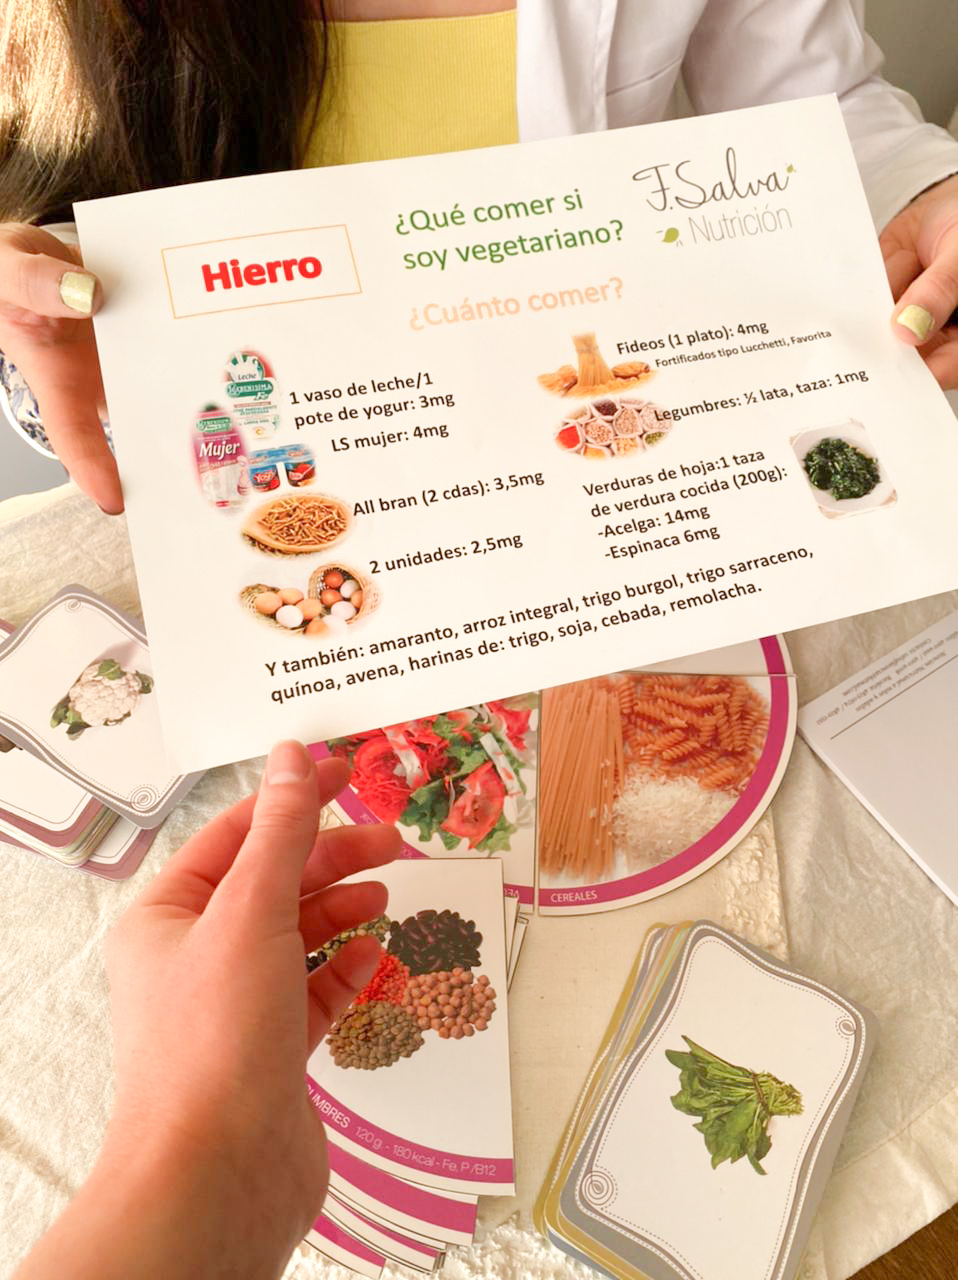 ¿Qué comer si
soy vegetariano?
F.Salva
Nutrición
Hierro
¿Cuánto comer?
Leche
Mujer
1 vaso de leche/1
pote de yogur: 3mg
LS mujer: 4mg
All bran (2 cdas): 3,5mg
2 unidades: 2,5mg
Fideos (1 plato): 4mg
Fortificados tipo Lucchetti, Favorita
Legumbres: ½ lata, taza: 1mg
Verduras de hoja:1 taza
de verdura cocida (200g):
-Acelga: 14mg
-Espinaca 6mg
Y también: amaranto, arroz integral, trigo burgol, trigo sarraceno,
quínoa, avena, harinas de: trigo, soja, cebada, remolacha.
CEREALES
120 g. - 180 kcal - Fe, P /B12